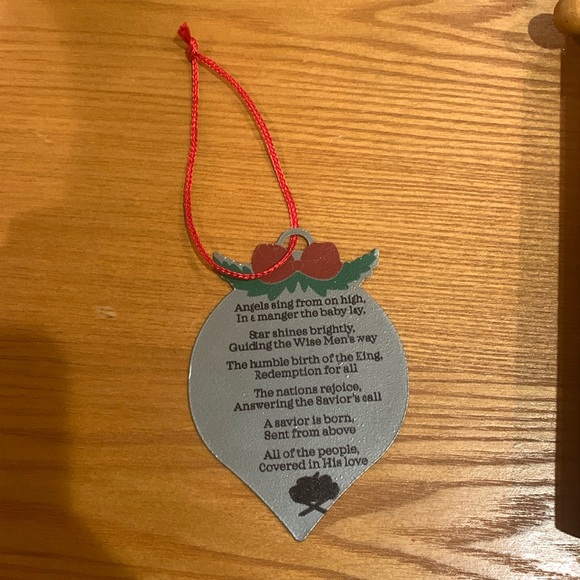 Angels sing from on high,
In a manger the baby lay,
Star shines brightly,
Guiding the Wise Men's way
The humble birth of the King,
Redemption for all
The nations rejoice,
Answering the Savior's call
A savior is born,
Sent from above
All of the people,
Covered in His love